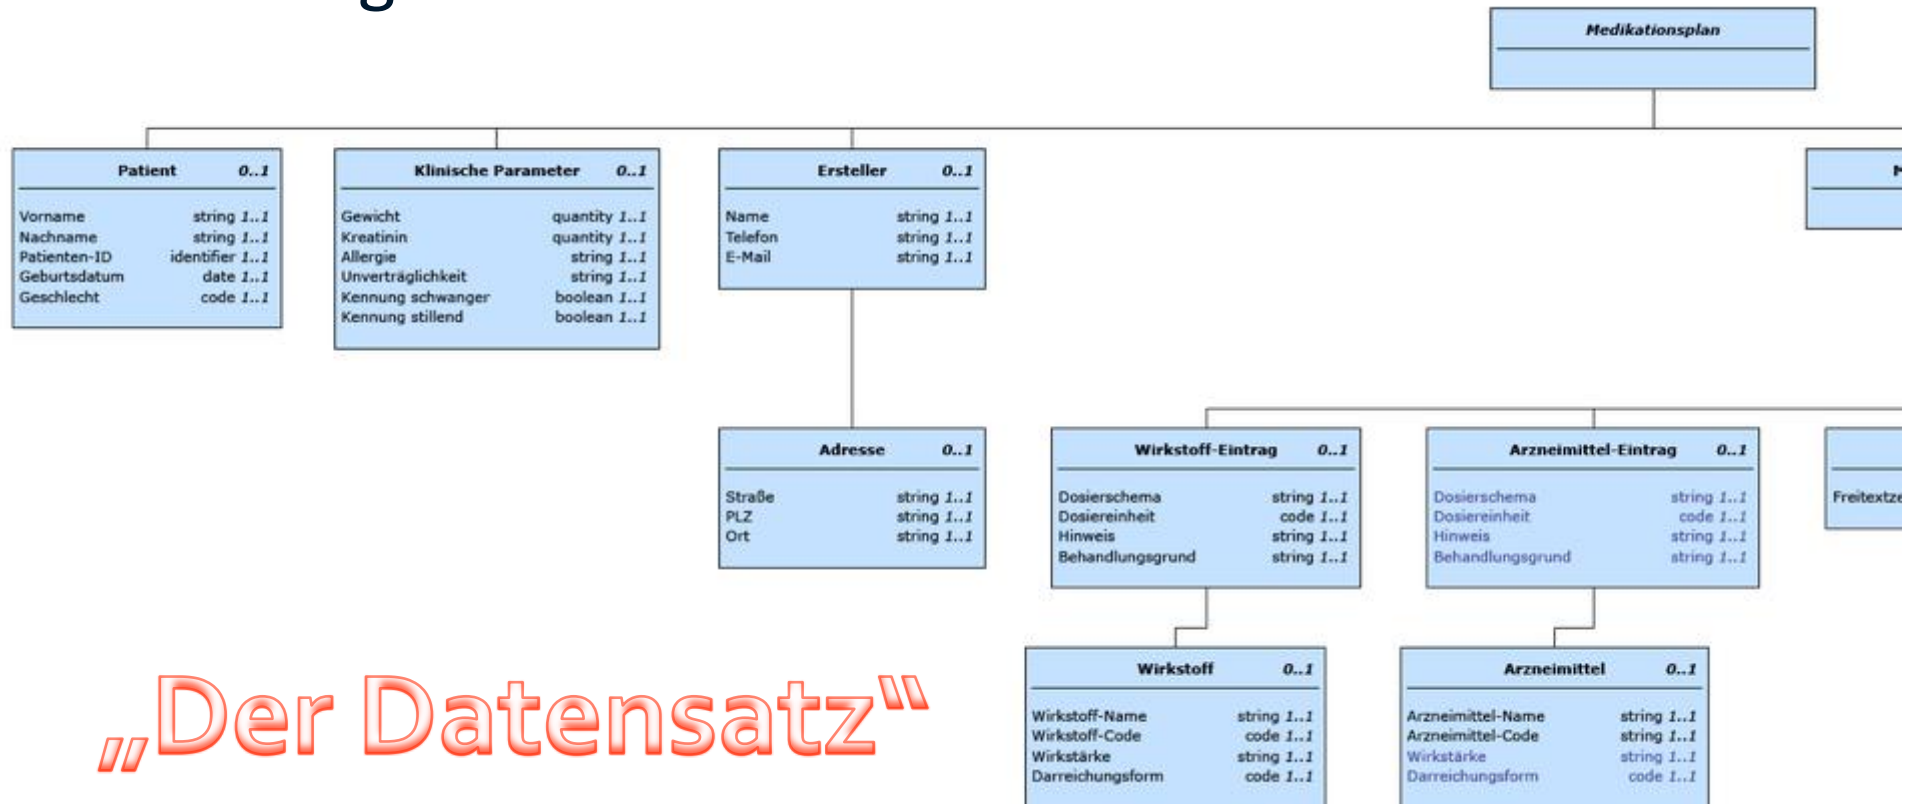 Medikationsplan
Patient 0..1
Vorname string 1..1
Nachname string 1..1
Patienten-ID identifier 1..1
Geburtsdatum date 1..1
Geschlecht code 1..1
Klinische Parameter 0..1
Gewicht quantity 1..1
Kreatinin quantity 1..1
Allergie string 1..1
Unverträglichkeit string 1..1
Kennung schwanger boolean 1..1
Kennung stillend boolean 1..1
Ersteller 0..1
Name string 1..1
Telefon string 1..1
E-Mail string 1..1
Adresse 0..1
Straße string 1..1
PLZ string 1..1
Ort string 1..1
Wirkstoff-Eintrag 0..1
Dosierschema string 1..1
Dosiereinheit code 1..1
Hinweis string 1..1
Behandlungsgrund string 1..1
Arzneimittel-Eintrag 0..1
Dosierschema string 1..1
Dosiereinheit code 1..1
Hinweis string 1..1
Behandlungsgrund string 1..1
Freitextze
Wirkstoff 0..1
Wirkstoff-Name string 1..1
Wirkstoff-Code code 1..1
Wirkstärke string 1..1
Darreichungsform code 1..1
Arzneimittel 0..1
Arzneimittel-Name string 1..1
Arzneimittel-Code string 1..1
Wirkstärke string 1..1
Darreichungsform code 1..1
„Der Datensatz“